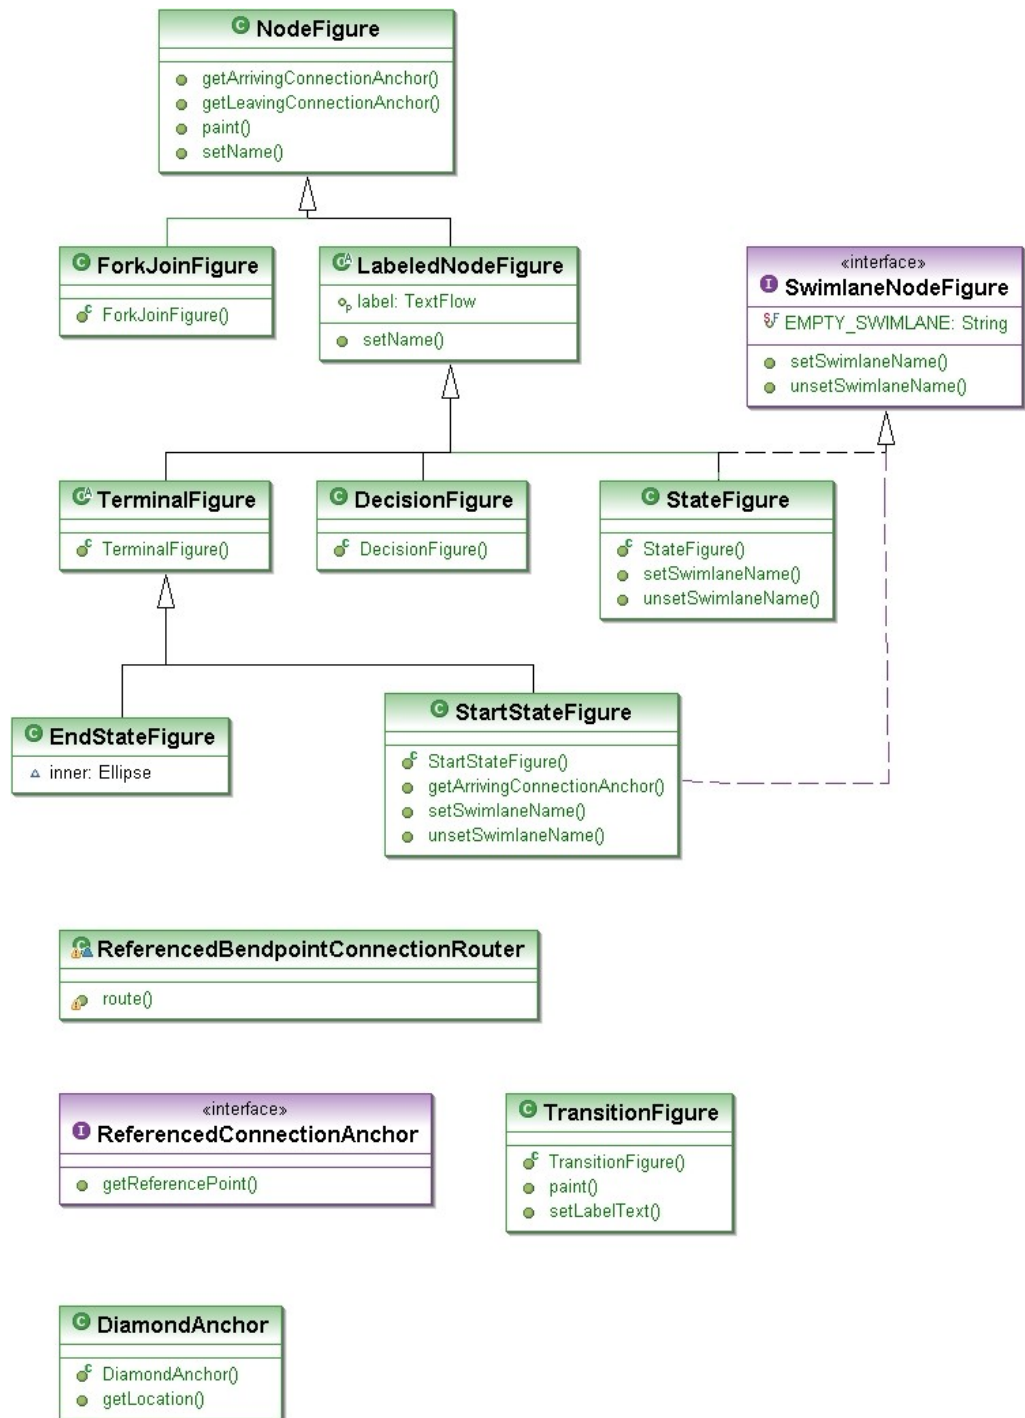 NodeFigure
getArrivingConnectionAnchor()
getLeavingConnectionAnchor()
paint()
setName()
ForkJoinFigure
ForkJoinFigure()
LabeledNodeFigure
label: TextFlow
setName()
«interface»
SwimlaneNodeFigure
EMPTY_SWIMLANE: String
setSwimlaneName()
unsetSwimlaneName()
TerminalFigure
TerminalFigure()
DecisionFigure
DecisionFigure()
StateFigure
StateFigure()
setSwimlaneName()
unsetSwimlaneName()
EndStateFigure
inner: Ellipse
StartStateFigure
StartStateFigure()
getArrivingConnectionAnchor()
setSwimlaneName()
unsetSwimlaneName()
ReferencedBendpointConnectionRouter
route()
«interface»
ReferencedConnectionAnchor
getReferencePoint()
TransitionFigure
TransitionFigure()
paint()
setLabelText()
DiamondAnchor
DiamondAnchor()
getLocation()